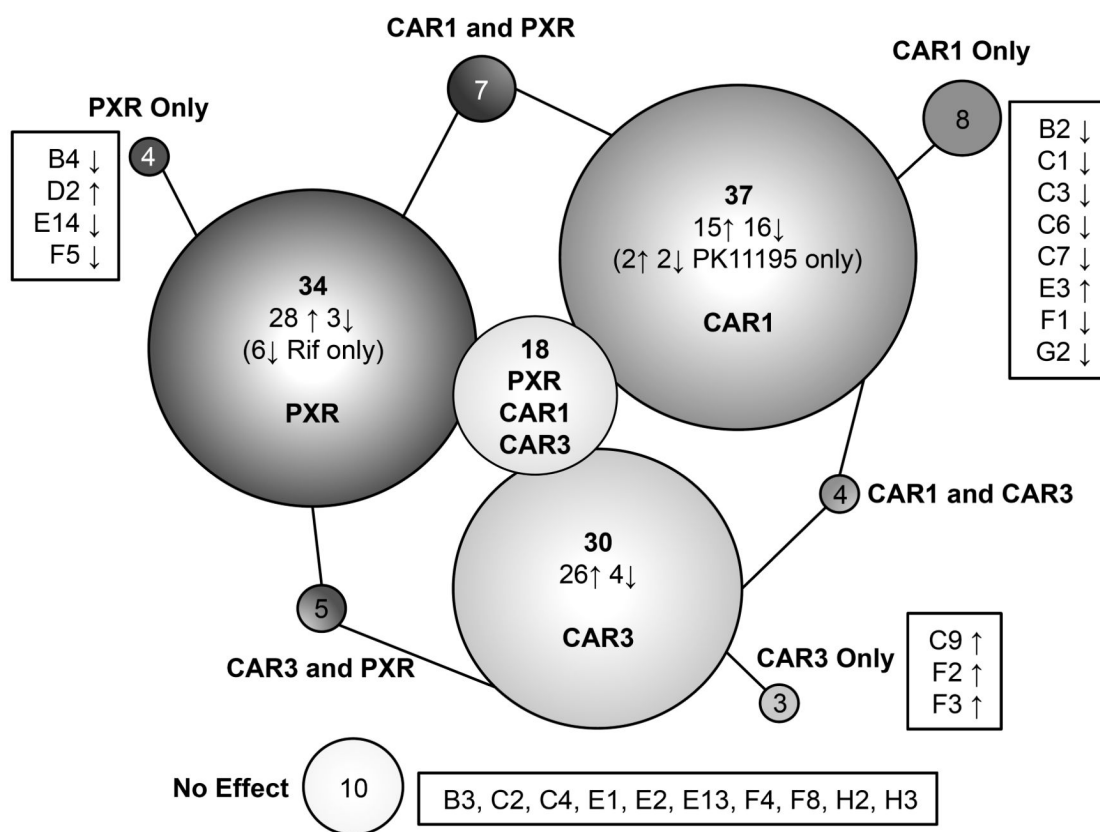 CAR1 and PXR
7
CAR1 Only
8
B2 ↓
C1 ↓
C3 ↓
C6 ↓
C7 ↓
E3 ↑
F1 ↓
G2 ↓
PXR Only
4
B4 ↓
D2 ↑
E14 ↓
F5 ↓
37
15↑ 16↓
(2↑ 2↓ PK11195 only)
CAR1
34
28 ↑ 3↓
(6↓ Rif only)
PXR
18
PXR
CAR1
CAR3
4
CAR1 and CAR3
30
26↑ 4↓
CAR3
5
CAR3 and PXR
CAR3 Only
3
C9 ↑
F2 ↑
F3 ↑
No Effect
10
B3, C2, C4, E1, E2, E13, F4, F8, H2, H3